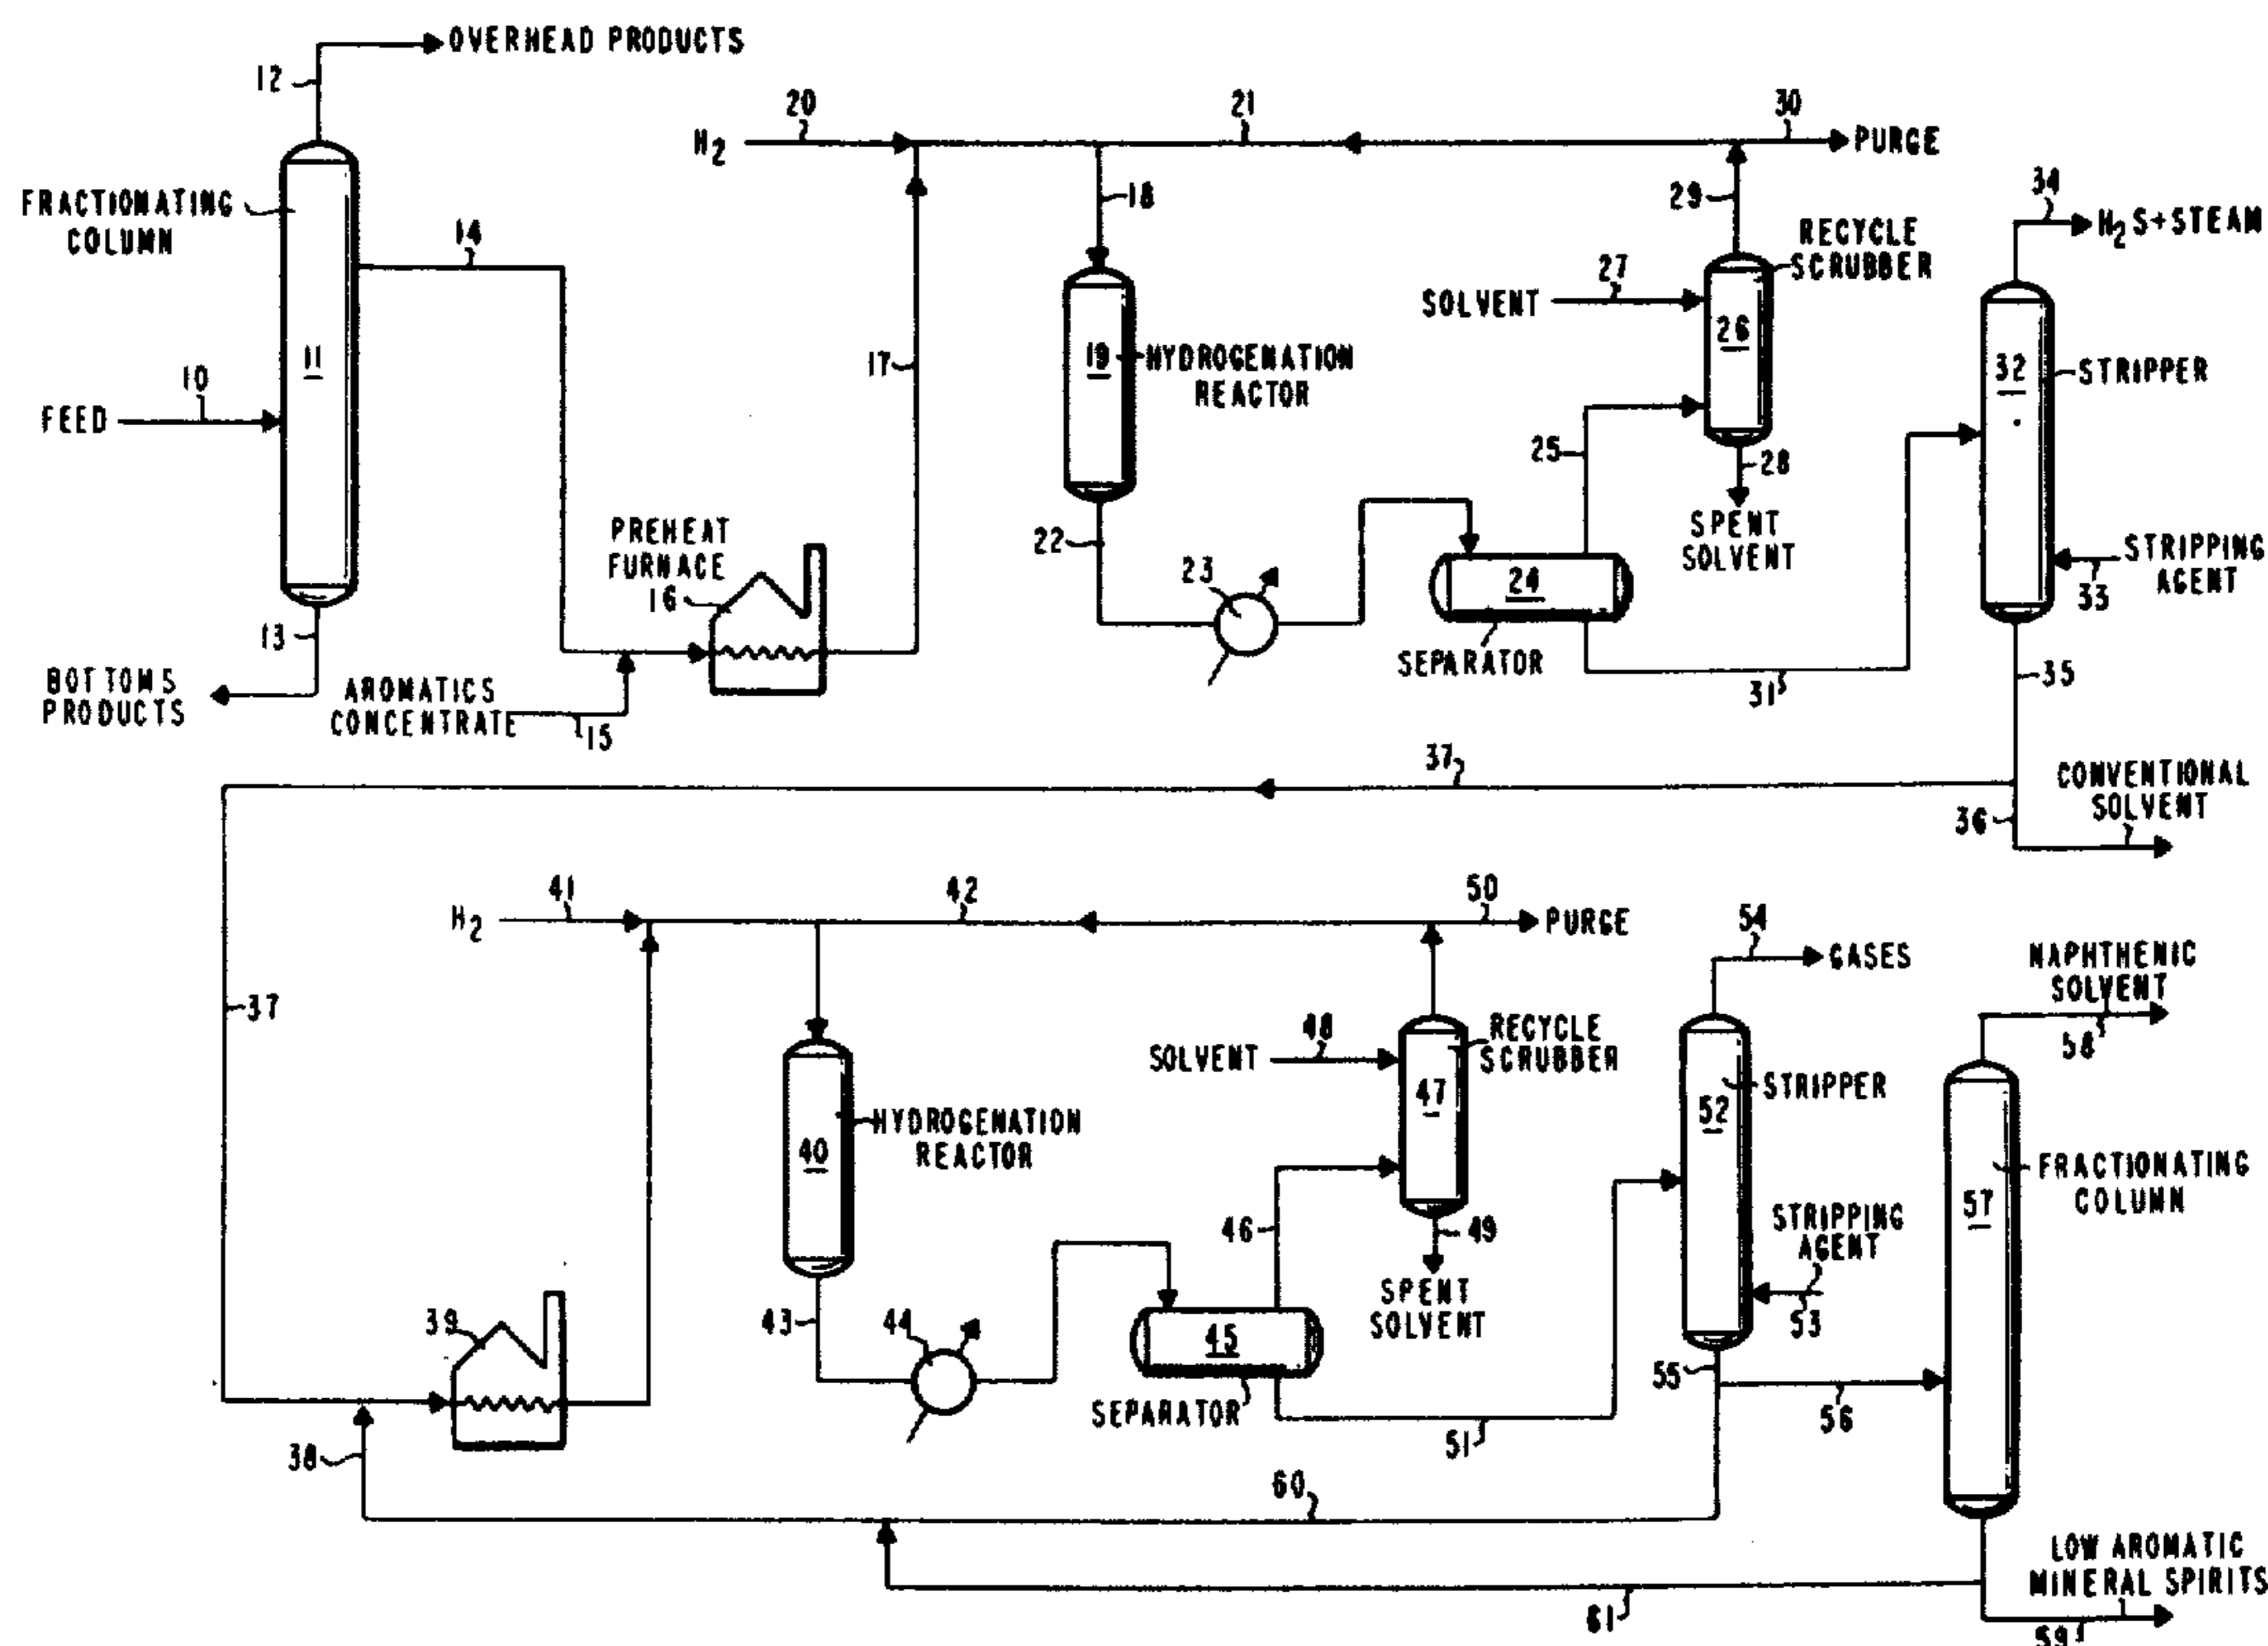 OVERHEAD PRODUCTS
12
20
21
30
H2
PURGE
18
29
34
H2S+STEAM
FRACTIONATING
COLUMN
14
RECYCLE
SCRUBBER
27
SOLVENT
11
17
19
HYDROGENATION
REACTOR
26
32
STRIPPER
10
FEED
25
28
SPENT
SOLVENT
PREHEAT
FURNACE
16
22
23
24
STRIPPING
AGENT
33
13
SEPARATOR
31
35
BOTTOMS
PRODUCTS
AROMATICS
CONCENTRATE
15
37
CONVENTIONAL
SOLVENT
36
41
42
50
H2
PURGE
54
GASES
NAPHTHENIC
SOLVENT
58
37
48
SOLVENT
RECYCLE
SCRUBBER
47
52
STRIPPER
HYDROGENATION
REACTOR
40
FRACTIONATING
COLUMN
57
46
49
SPENT
SOLVENT
STRIPPING
AGENT
53
39
43
44
45
SEPARATOR
55
56
51
38
60
LOW AROMATIC
MINERAL SPIRITS
61
59